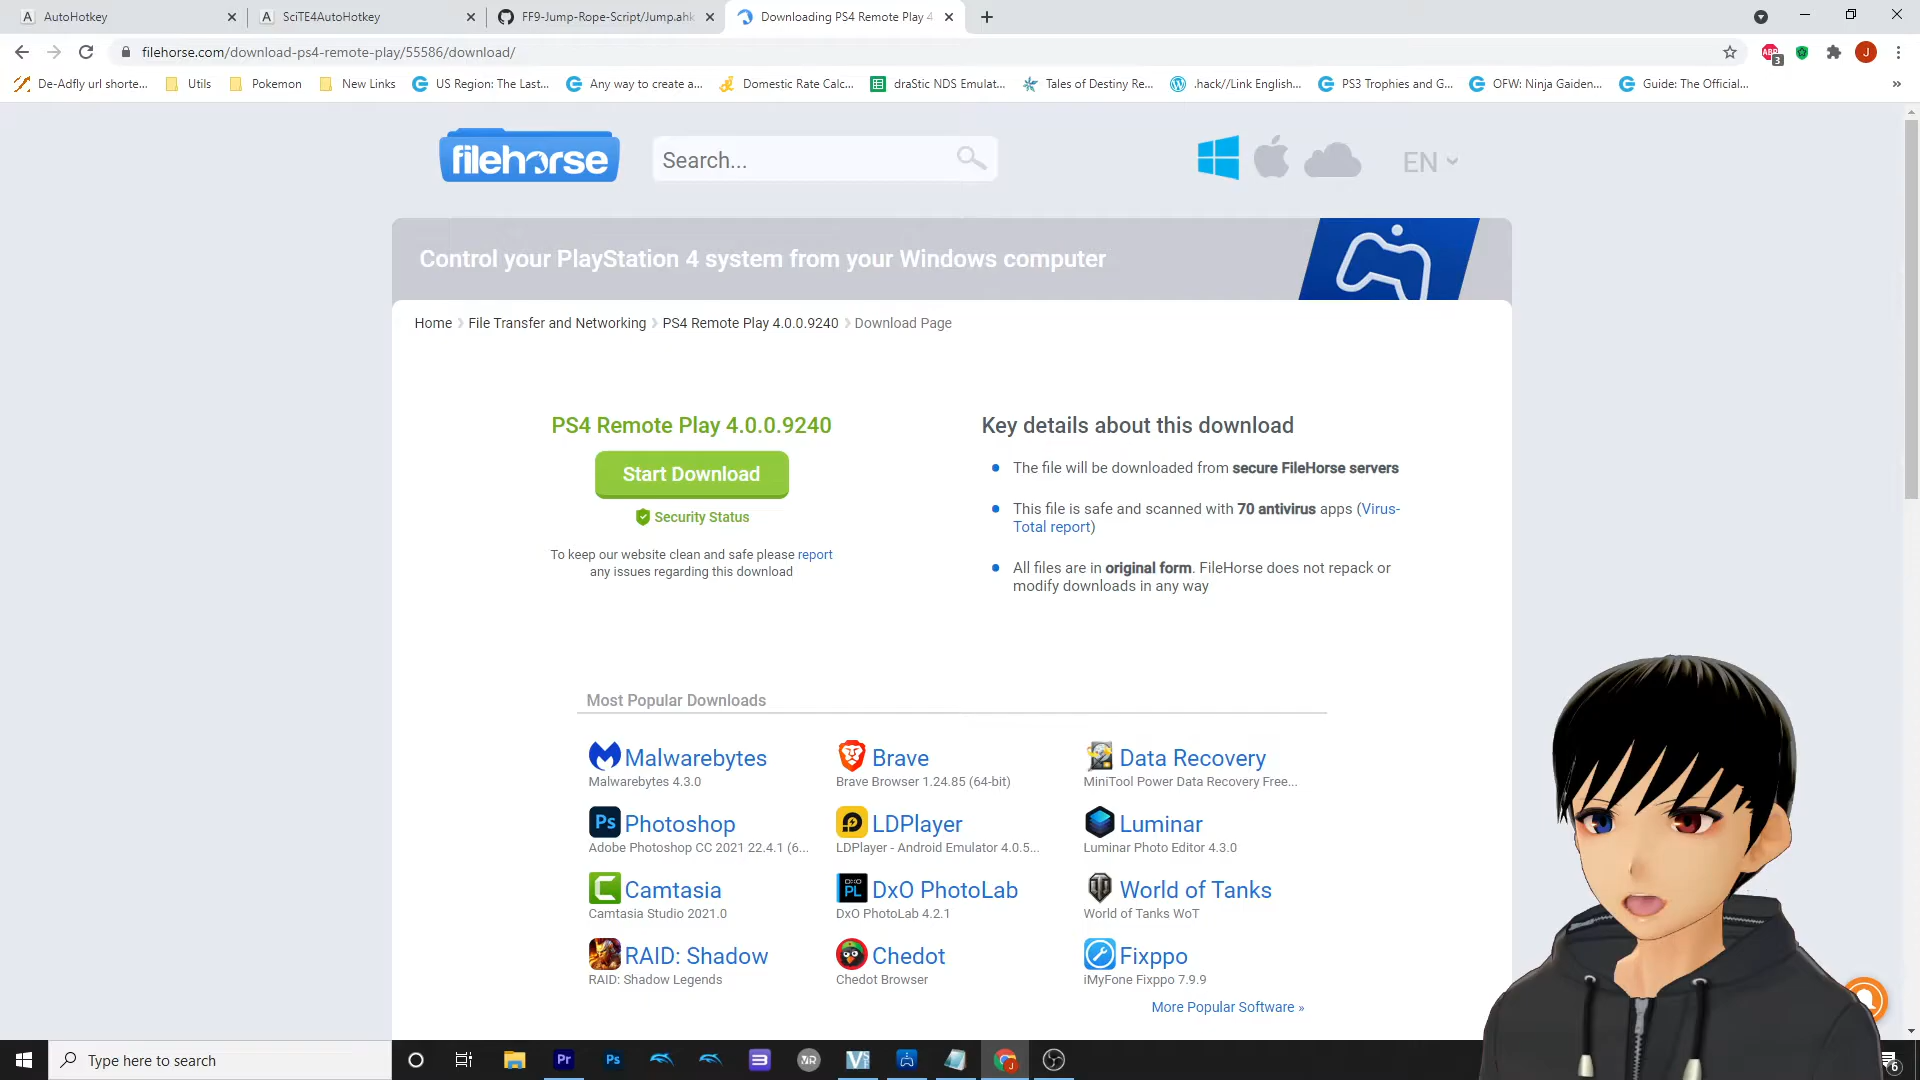 AutoHotkey
SciTE4AutoHotkey
FF9-Jump-Rope-Script/Jump.ahk
Downloading PS4 Remote Play 4
filehorse.com/download-ps4-remote-play/55586/download/
ABP
3
J
De-Adfly url shorte...
Utils
Pokemon
New Links
US Region: The Last...
Any way to create a...
Domestic Rate Calc...
draStic NDS Emulat...
Tales of Destiny Re...
.hack//Link English...
PS3 Trophies and G...
OFW: Ninja Gaiden...
Guide: The Official...
»
filehorse
Search...
EN
Control your PlayStation 4 system from your Windows computer
Home
File Transfer and Networking
PS4 Remote Play 4.0.0.9240
Download Page
PS4 Remote Play 4.0.0.9240
Start Download
Security Status
To keep our website clean and safe please report
any issues regarding this download
Key details about this download
The file will be downloaded from secure FileHorse servers
This file is safe and scanned with 70 antivirus apps (Virus-
Total report)
All files are in original form. FileHorse does not repack or
modify downloads in any way
Most Popular Downloads
Malwarebytes
Malwarebytes 4.3.0
Brave
Brave Browser 1.24.85 (64-bit)
Data Recovery
MiniTool Power Data Recovery Free...
Ps
Photoshop
Adobe Photoshop CC 2021 22.4.1 (6...
LDPlayer
LDPlayer - Android Emulator 4.0.5...
Luminar
Luminar Photo Editor 4.3.0
Camtasia
Camtasia Studio 2021.0
PL
DxO PhotoLab
DxO PhotoLab 4.2.1
World of Tanks
World of Tanks WoT
RAID: Shadow
RAID: Shadow Legends
Chedot
Chedot Browser
Fixppo
iMyFone Fixppo 7.9.9
More Popular Software »
Type here to search
Pr
Ps
6